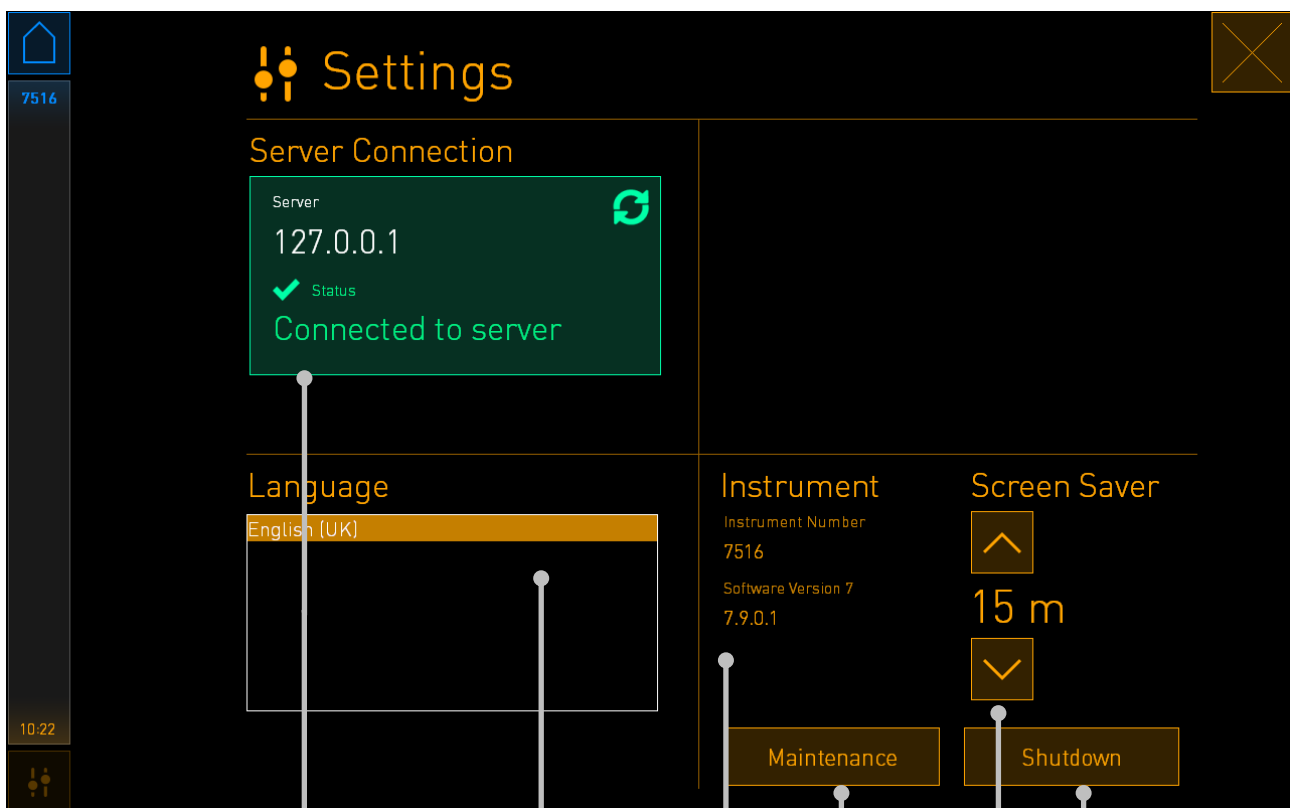 Settings
7516
Server Connection
Server
127.0.0.1
Status
Connected to server
Language
English (UK)
Instrument
Instrument Number
7516
Software Version 7
7.9.0.1
Screen Saver
15 m
10:22
Maintenance
Shutdown